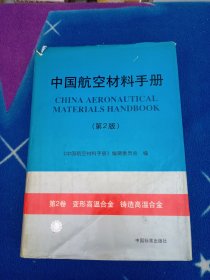 中国航空材料手册
CHINA AERONAUTICAL
MATERIALS HANDBOOK
(第2版)
《中国航空材料手册》编辑委员会 编
第2卷 变形高温合金 铸造高温合金
中国标准出版社